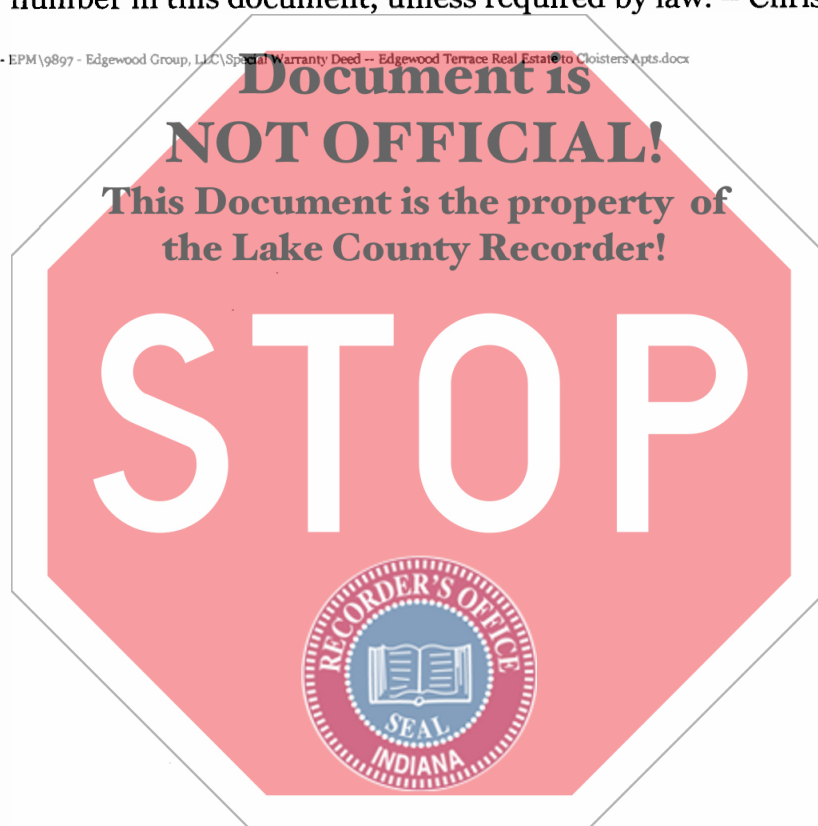 number in this document, unless required by law. – Chris
- EPM\9897 - Edgewood Group, LLC\Special Warranty Deed -- Edgewood Terrace Real Estate to Cloisters Apts.docx
Document is
NOT OFFICIAL!
This Document is the property of
the Lake County Recorder!
STOP
RECORDER'S OFFICE
SEAL
INDIANA